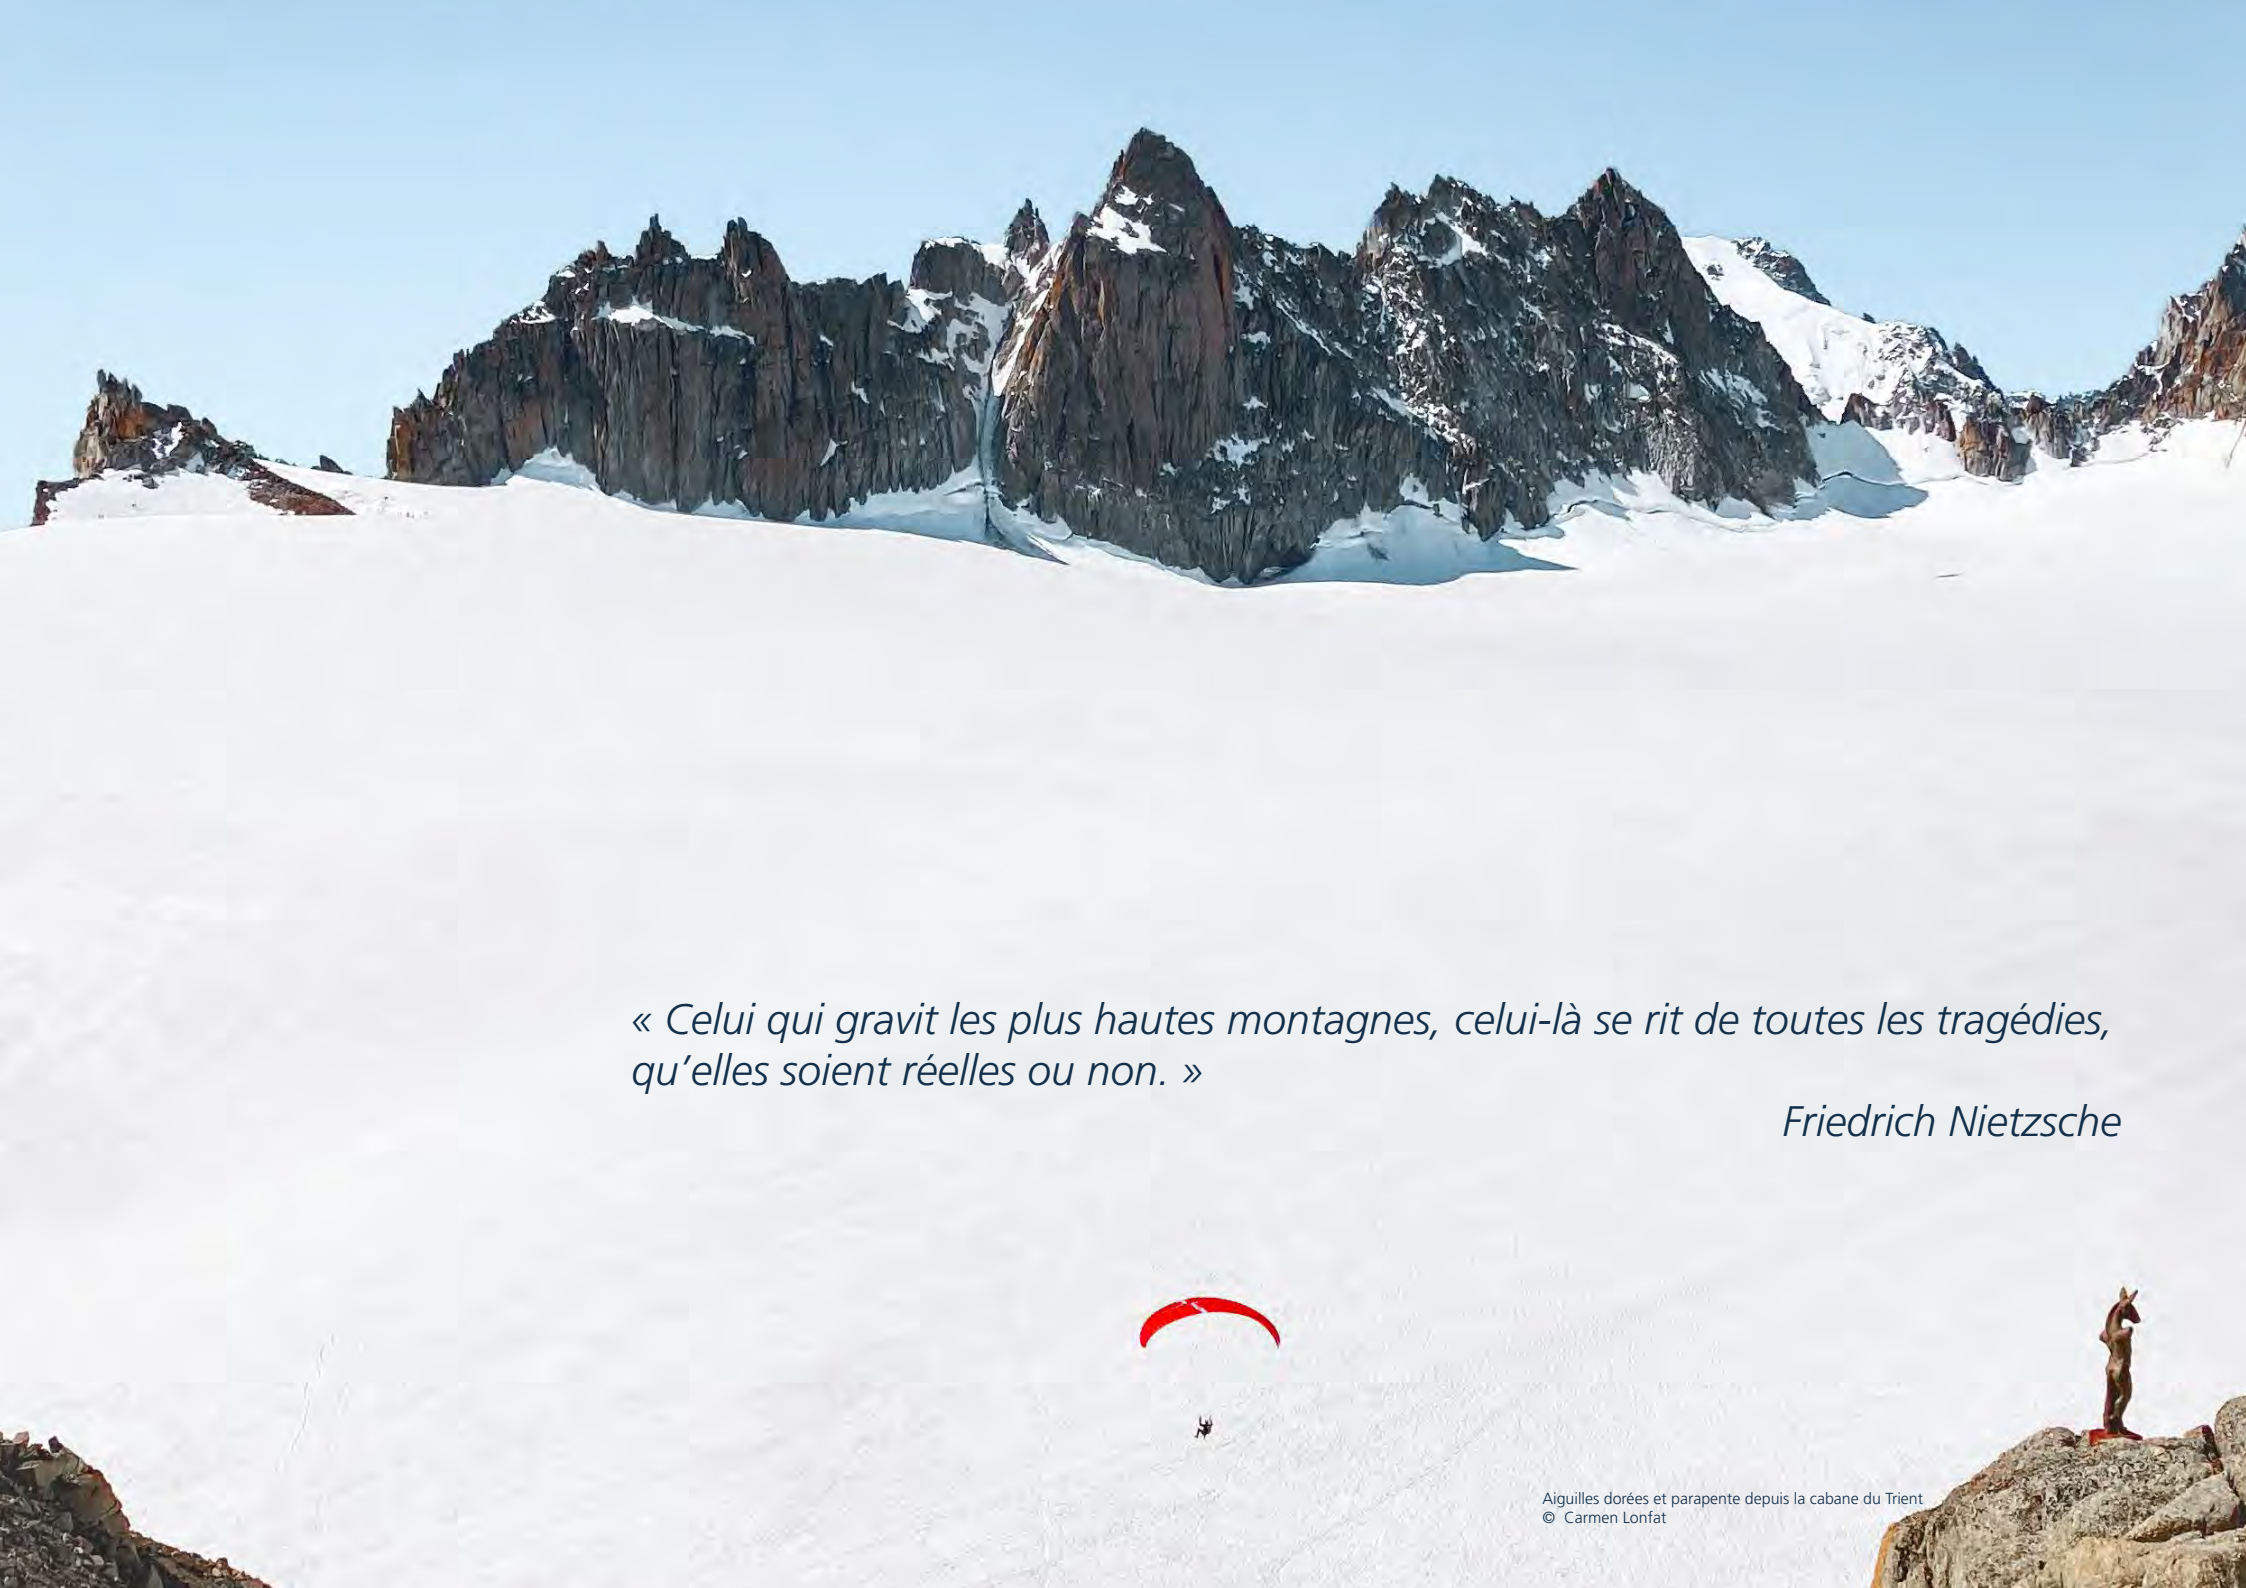 « Celui qui gravit les plus hautes montagnes, celui-là se rit de toutes les tragédies,
qu’elles soient réelles ou non. »
Friedrich Nietzsche
Aiguilles dorées et parapente depuis la cabane du Trient
© Carmen Lonfat